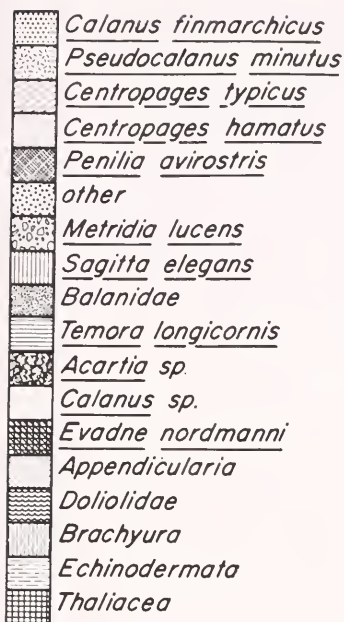 Calanus finmarchicus
Pseudocalanus minutus
Centropages typicus
Centropages hamatus
Penilia avirostris
other
Metridia lucens
Sagitta elegans
Balanidae
Temora longicornis
Acartia sp.
Calanus sp.
Evadne nordmanni
Appendicularia
Doliolidae
Brachyura
Echinodermata
Thaliacea